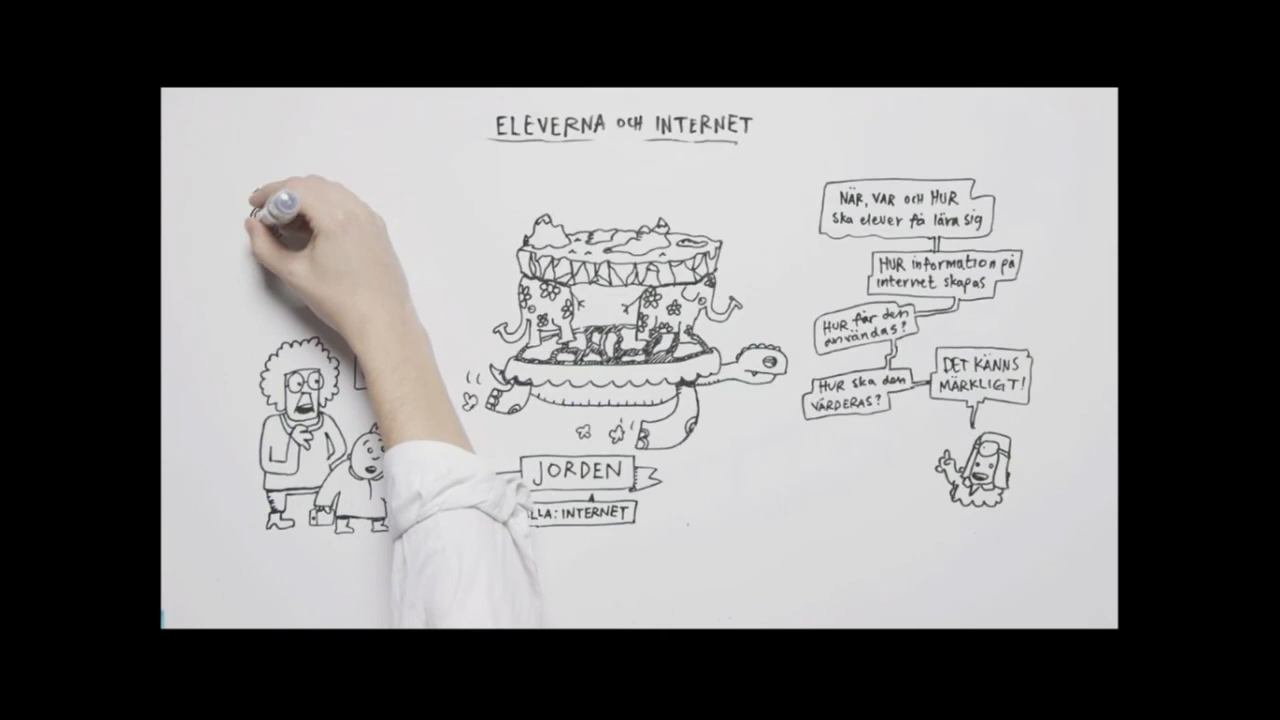 ELEVERNA OCH INTERNET
NÄR, VAR OCH HUR
ska elever få lära sig
HUR information på
internet skapas
HUR får den
användas?
HUR ska den
VÄRDERAS?
DET KÄNNS
MÄRKLIGT!
JORDEN
LLA: INTERNET